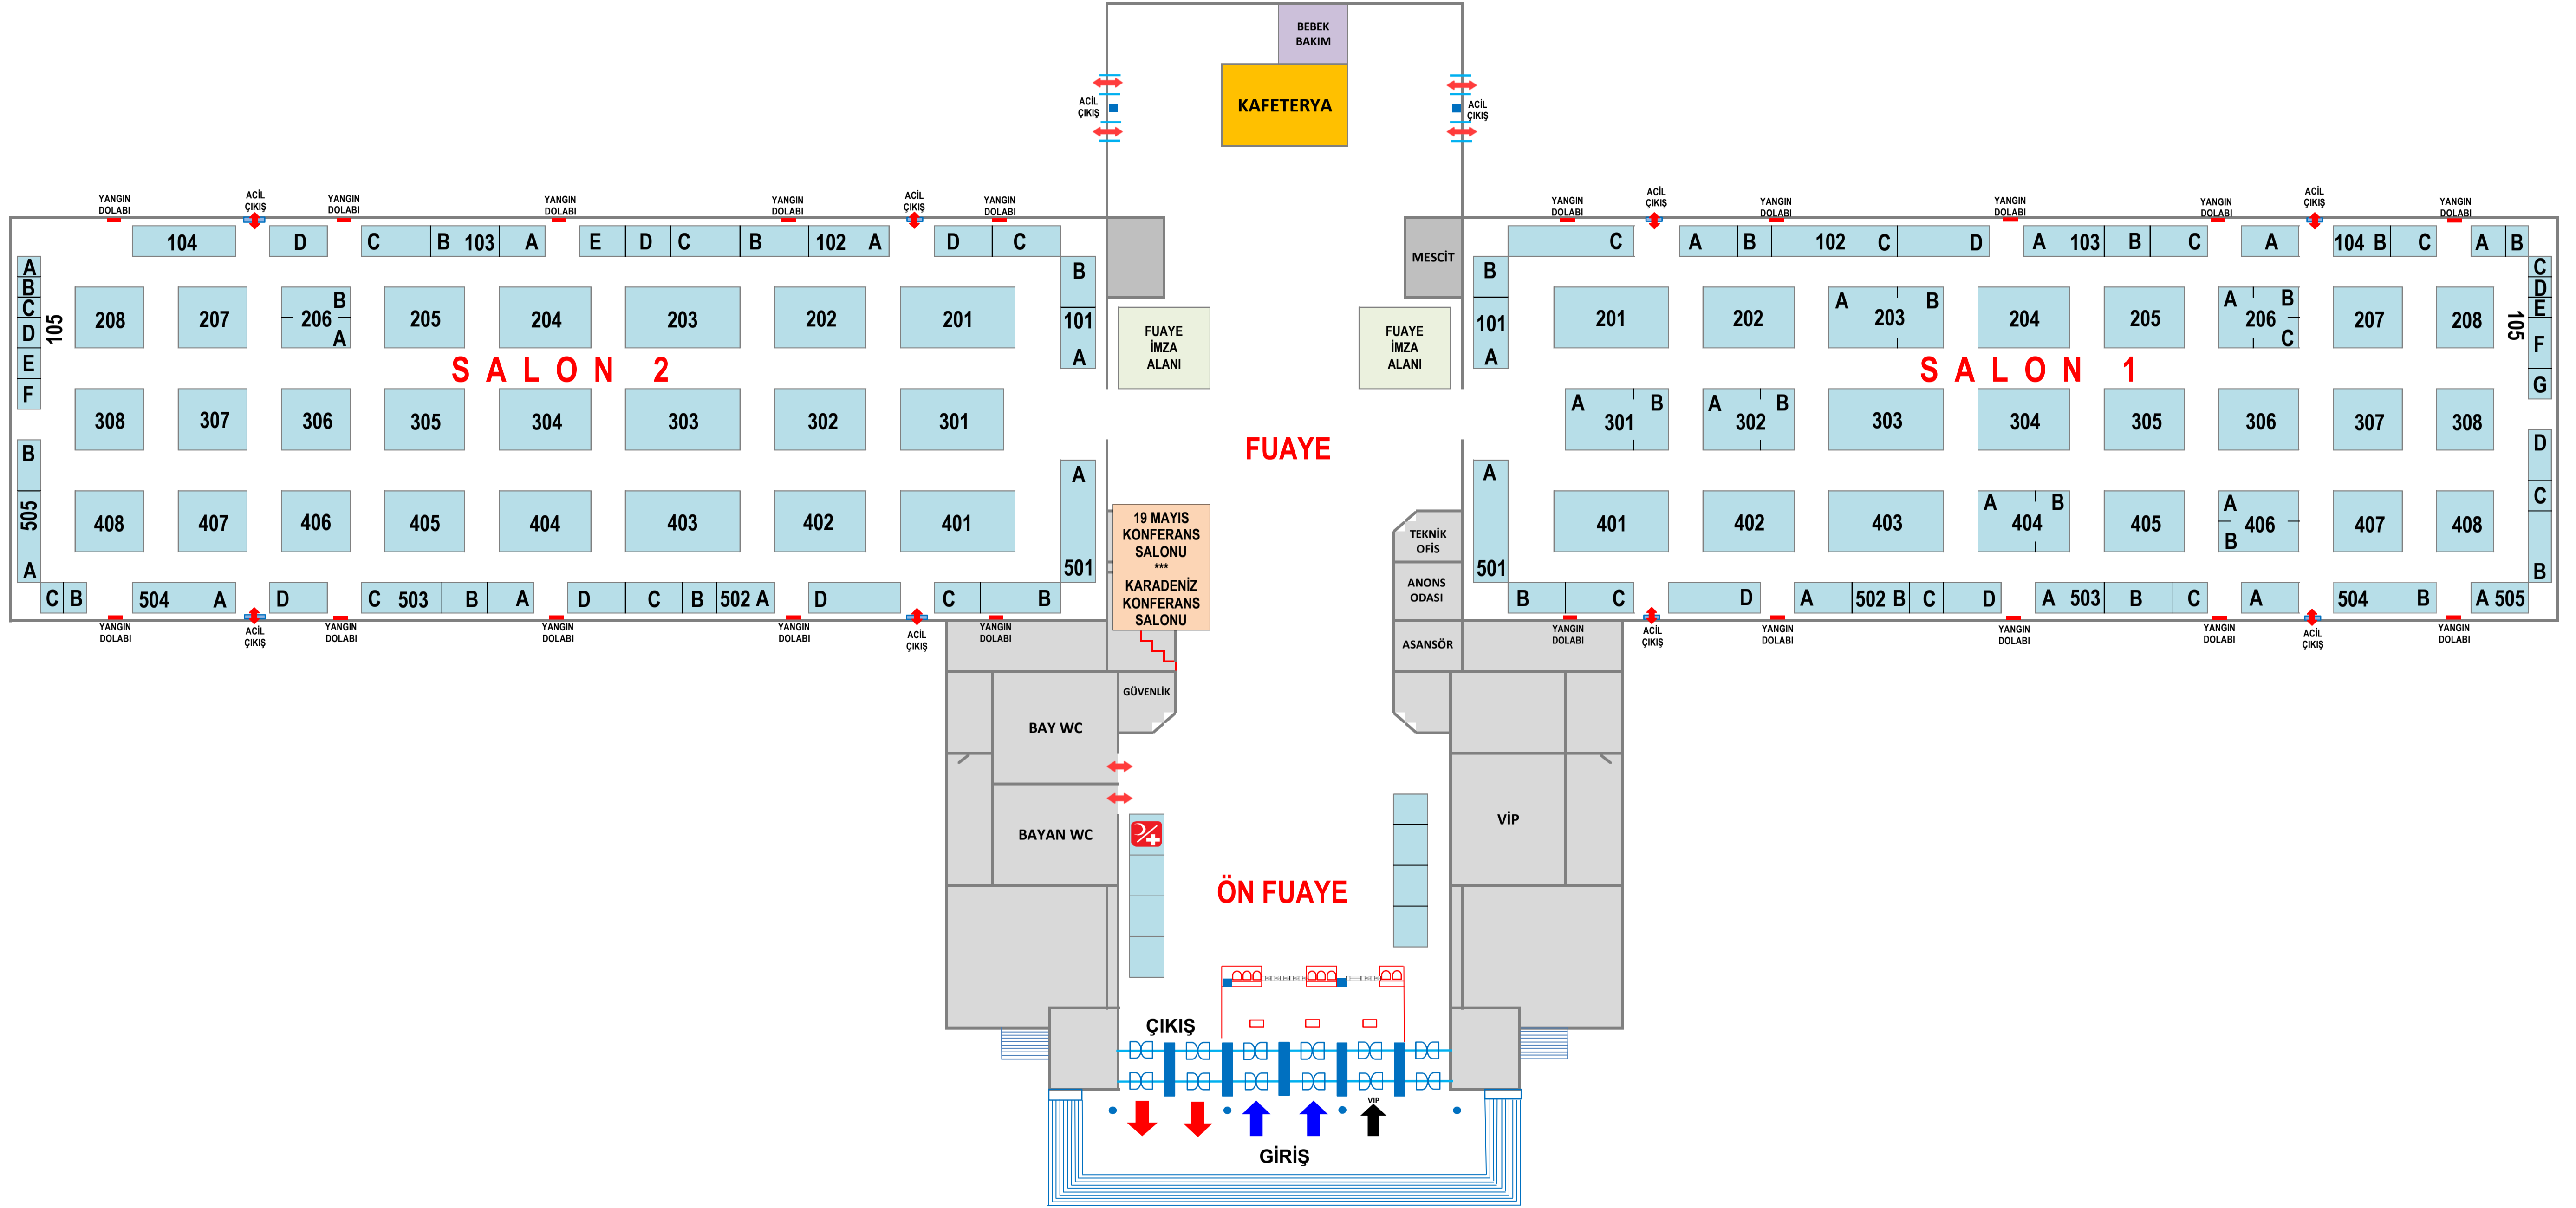 BEBEK
BAKIM
KAFETERYA
ACİL
ÇIKIŞ
ACİL
ÇIKIŞ
YANGIN
DOLABI
ACİL
ÇIKIŞ
YANGIN
DOLABI
YANGIN
DOLABI
YANGIN
DOLABI
ACİL
ÇIKIŞ
YANGIN
DOLABI
104
D
C B 103 A
E D C B 102 A
D C
B
101
A
A
B
C
D
E
F
105
208 207 B 206 A 205 204 203 202 201
SALON 2
308 307 306 305 304 303 302 301
B
505
A
408 407 406 405 404 403 402 401
A
501
C B
504 A
D
C 503 B A
D C B 502 A
D
C B
YANGIN
DOLABI
ACİL
ÇIKIŞ
YANGIN
DOLABI
YANGIN
DOLABI
YANGIN
DOLABI
ACİL
ÇIKIŞ
YANGIN
DOLABI
MESCİT
FUAYE
İMZA
ALANI
FUAYE
İMZA
ALANI
FUAYE
19 MAYIS
KONFERANS
SALONU
***
KARADENİZ
KONFERANS
SALONU
TEKNİK
OFİS
ANONS
ODASI
ASANSÖR
YANGIN
DOLABI
ACİL
ÇIKIŞ
YANGIN
DOLABI
YANGIN
DOLABI
YANGIN
DOLABI
ACİL
ÇIKIŞ
YANGIN
DOLABI
C
A B 102 C D
A 103 B C
A
104 B C
A B
B
101
A
C
D
E
F
G
105
201 202 A 203 B 204 205 A 206 B C 207 208
SALON 1
A 301 B A 302 B 303 304 305 306 307 308
D
C
B
401 402 403 A 404 B 405 A 406 B 407 408
A
501
B C
D
A 502 B C D
A 503 B C
A
504 B
A 505
YANGIN
DOLABI
ACİL
ÇIKIŞ
YANGIN
DOLABI
YANGIN
DOLABI
YANGIN
DOLABI
ACİL
ÇIKIŞ
YANGIN
DOLABI
GÜVENLİK
BAY WC
BAYAN WC
VİP
ÖN FUAYE
ÇIKIŞ
VIP
GİRİŞ